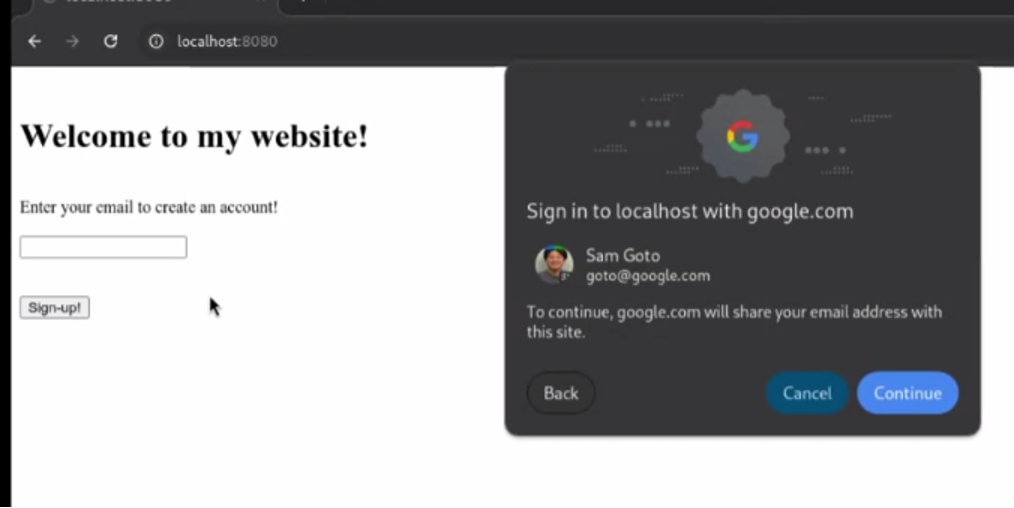 localhost:8080
Welcome to my website!
Enter your email to create an account!
Sign-up!
Sign in to localhost with google.com
Sam Goto
goto@google.com
To continue, google.com will share your email address with
this site.
Back
Cancel
Continue